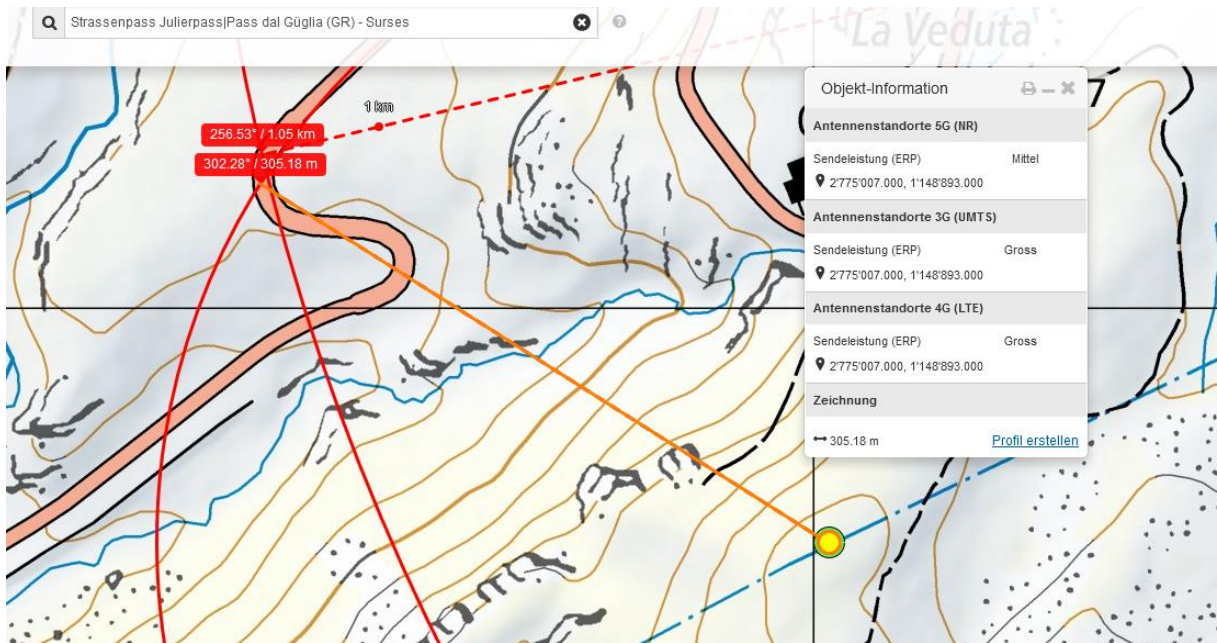 Strassenpass Julierpass|Pass dal Güglia (GR) - Surses
La Veduta
1 km
256.53° / 1.05 km
302.28° / 305.18 m
Objekt-Information
Antennenstandorte 5G (NR)
Sendeleistung (ERP) Mittel
2'775'007.000, 1'148'893.000
Antennenstandorte 3G (UMTS)
Sendeleistung (ERP) Gross
2'775'007.000, 1'148'893.000
Antennenstandorte 4G (LTE)
Sendeleistung (ERP) Gross
2'775'007.000, 1'148'893.000
Zeichnung
305.18 m Profil erstellen